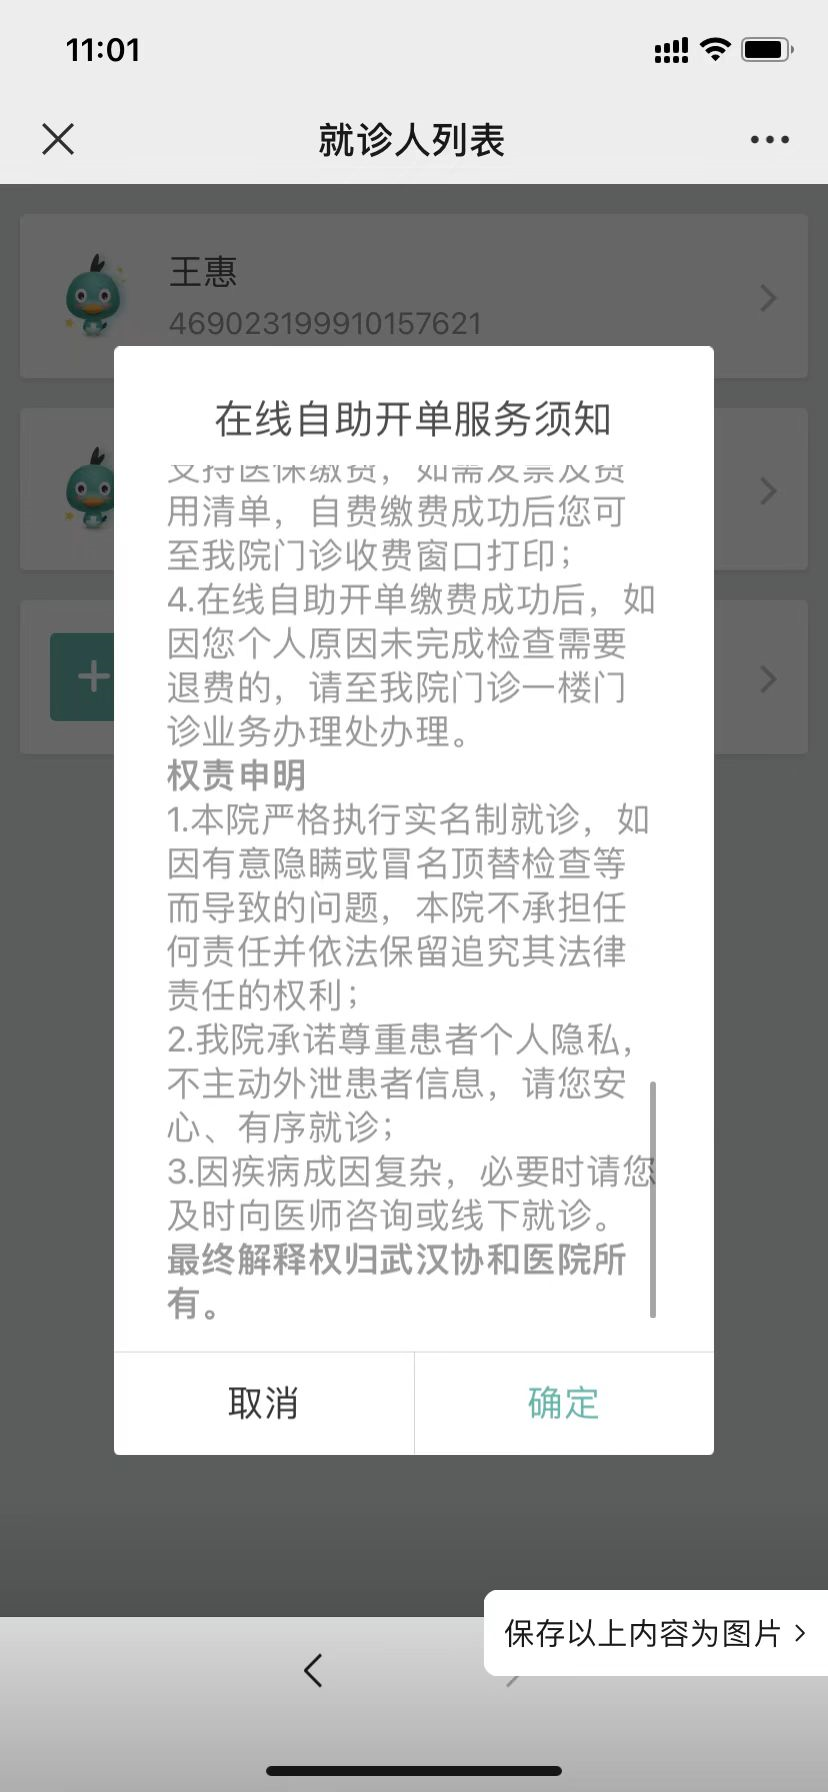 11:01
就诊人列表
王惠
469023199910157621
在线自助开单服务须知
支持医保缴费，如需发票及费
用清单，自费缴费成功后您可
至我院门诊收费窗口打印；
4.在线自助开单缴费成功后，如
因您个人原因未完成检查需要
退费的，请至我院门诊一楼门
诊业务办理处办理。
权责申明
1.本院严格执行实名制就诊，如
因有意隐瞒或冒名顶替检查等
而导致的问题，本院不承担任
何责任并依法保留追究其法律
责任的权利；
2.我院承诺尊重患者个人隐私，
不主动外泄患者信息，请您安
心、有序就诊；
3.因疾病成因复杂，必要时请您
及时向医师咨询或线下就诊。
最终解释权归武汉协和医院所
有。
取消
确定
保存以上内容为图片